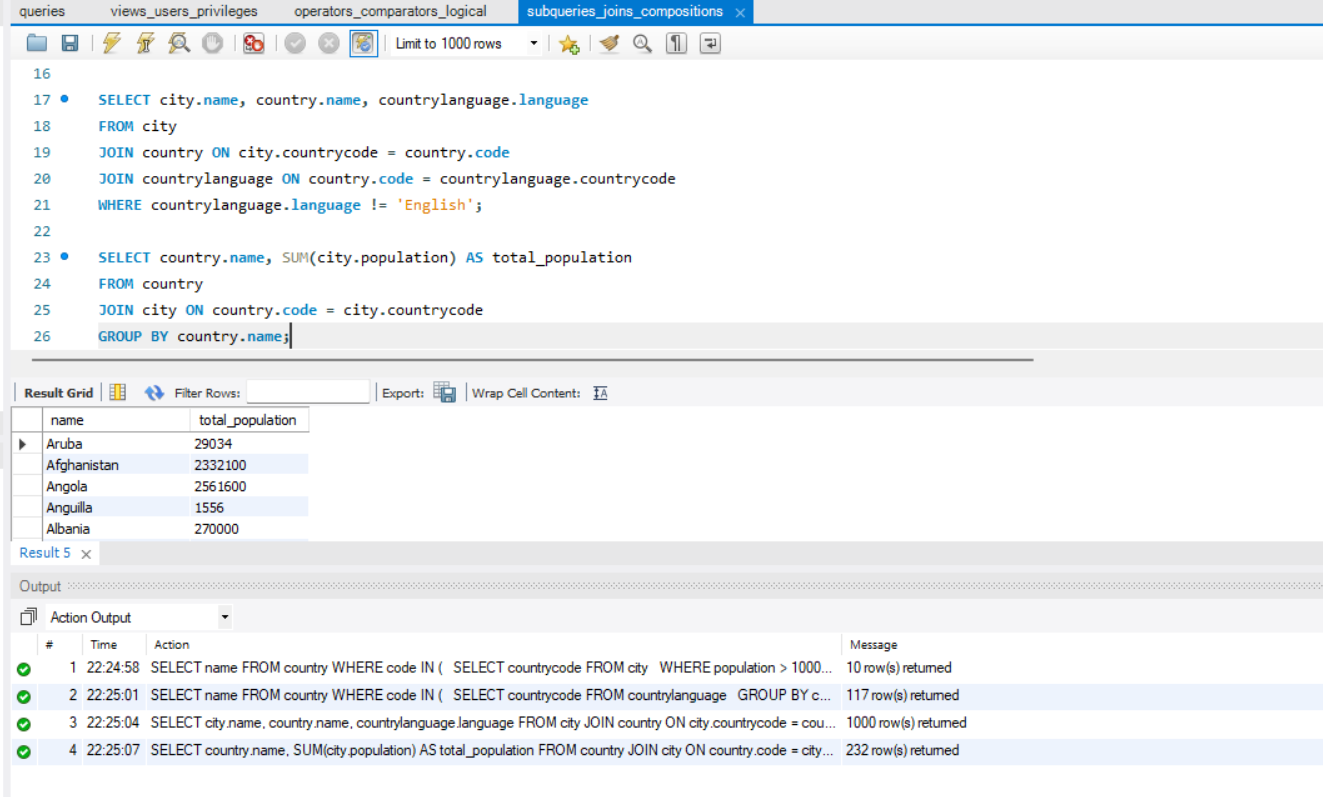 queries views_users_privileges operators_comparators_logical subqueries_joins_compositions ×
Limit to 1000 rows
16
17 SELECT city.name, country.name, countrylanguage.language
18 FROM city
19 JOIN country ON city.countrycode = country.code
20 JOIN countrylanguage ON country.code = countrylanguage.countrycode
21 WHERE countrylanguage.language != 'English';
22
23 SELECT country.name, SUM(city.population) AS total_population
24 FROM country
25 JOIN city ON country.code = city.countrycode
26 GROUP BY country.name;
Result Grid Filter Rows: Export: Wrap Cell Content: IA
name total_population
Aruba 29034
Afghanistan 2332100
Angola 2561600
Anguilla 1556
Albania 270000
Result 5 ×
Output
Action Output
# Time Action Message
1 22:24:58 SELECT name FROM country WHERE code IN ( SELECT countrycode FROM city WHERE population > 1000... 10 row(s) returned
2 22:25:01 SELECT name FROM country WHERE code IN ( SELECT countrycode FROM countrylanguage GROUP BY c... 117 row(s) returned
3 22:25:04 SELECT city.name, country.name, countrylanguage.language FROM city JOIN country ON city.countrycode = cou... 1000 row(s) returned
4 22:25:07 SELECT country.name, SUM(city.population) AS total_population FROM country JOIN city ON country.code = city... 232 row(s) returned